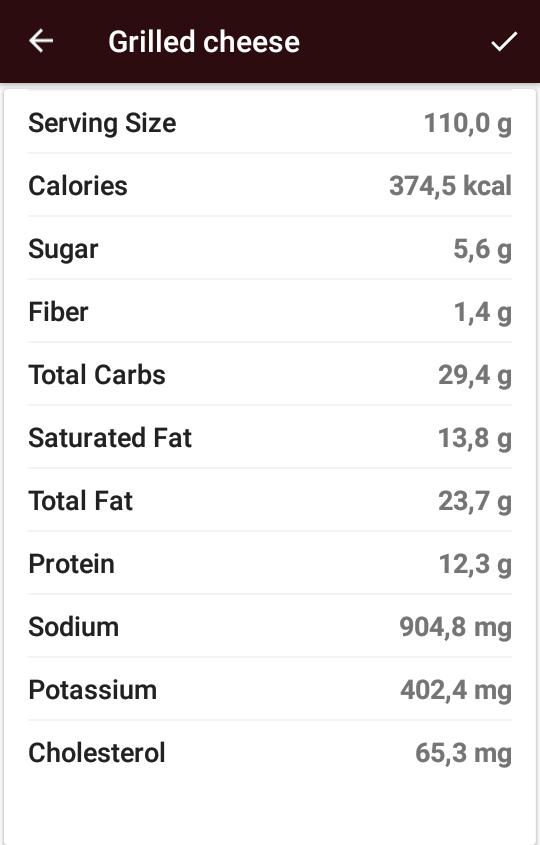 Grilled cheese
Serving Size 110,0 g
Calories 374,5 kcal
Sugar 5,6 g
Fiber 1,4 g
Total Carbs 29,4 g
Saturated Fat 13,8 g
Total Fat 23,7 g
Protein 12,3 g
Sodium 904,8 mg
Potassium 402,4 mg
Cholesterol 65,3 mg